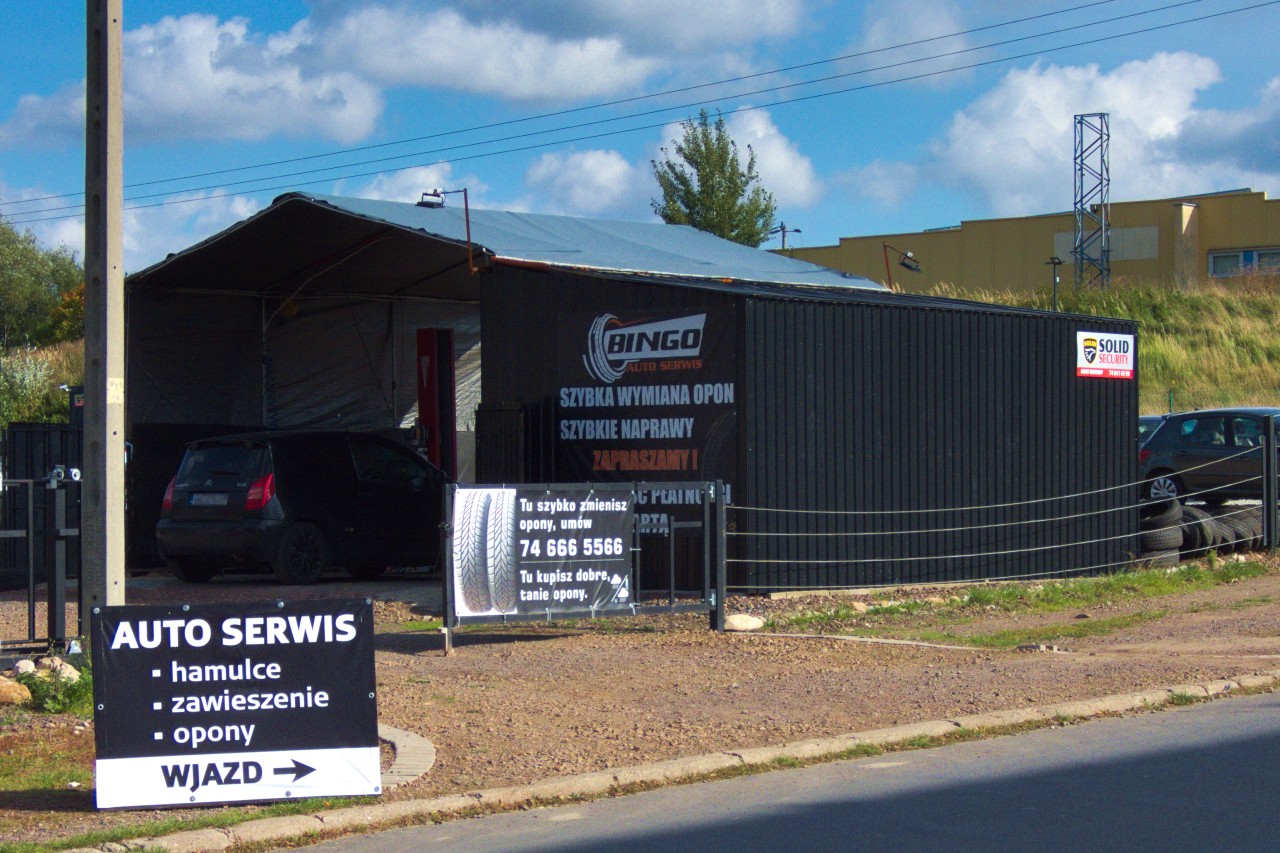 BINGO
AUTO SERWIS
SZYBKA WYMIANA OPON
SZYBKIE NAPRAWY
ZAPRASZAMY !
PŁATNOŚCI
SOLID
SECURITY
Tu szybko zmienisz
opony, umów
74 666 5566
Tu kupisz dobre,
tanie opony.
AUTO SERWIS
▪ hamulce
▪ zawieszenie
▪ opony
WJAZD →